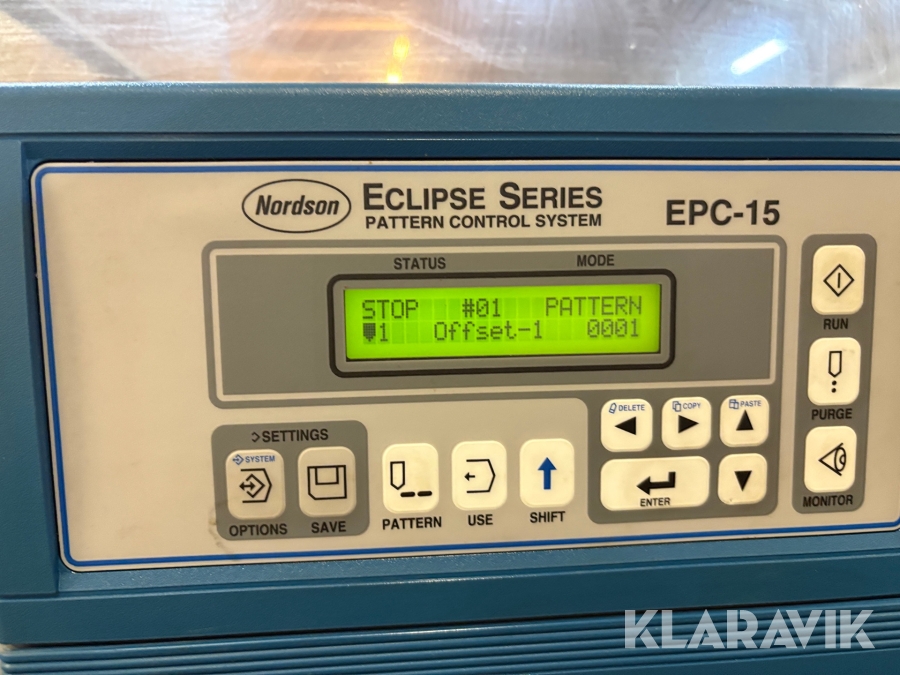 Nordson
ECLIPSE SERIES
PATTERN CONTROL SYSTEM
EPC-15
STATUS MODE
STOP #01 PATTERN
1 Offset-1 0001
RUN
PURGE
MONITOR
DELETE COPY PASTE
ENTER
>SETTINGS
SYSTEM
OPTIONS SAVE
PATTERN USE SHIFT
KLARAVIK